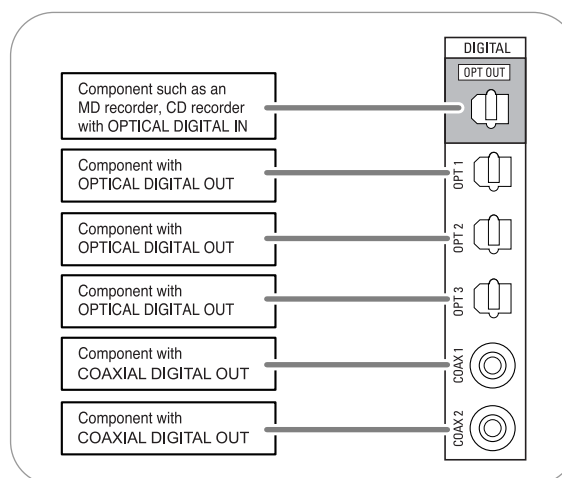 DIGITAL
OPT OUT
Component such as an
MD recorder, CD recorder
with OPTICAL DIGITAL IN
Component with
OPTICAL DIGITAL OUT
OPT 1
Component with
OPTICAL DIGITAL OUT
OPT 2
Component with
OPTICAL DIGITAL OUT
OPT 3
Component with
COAXIAL DIGITAL OUT
COAX 1
Component with
COAXIAL DIGITAL OUT
COAX 2